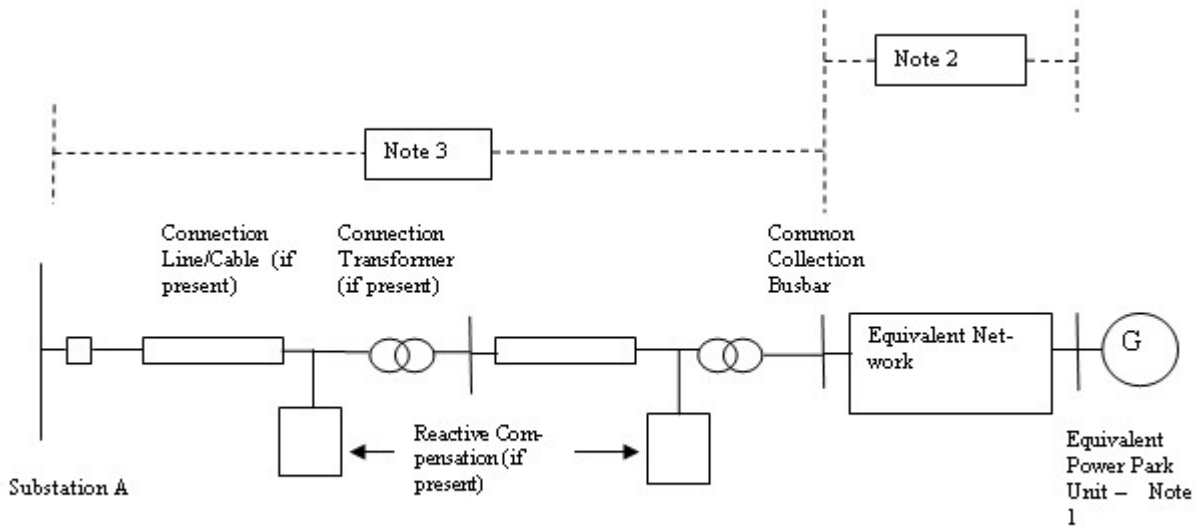 Note 2
Note 3
Connection
Line/Cable (if
present)
Connection
Transformer
(if present)
Common
Collection
Busbar
Equivalent Net-
work
G
Reactive Com-
pensation (if
present)
Substation A
Equivalent
Power Park
Unit – Note
1